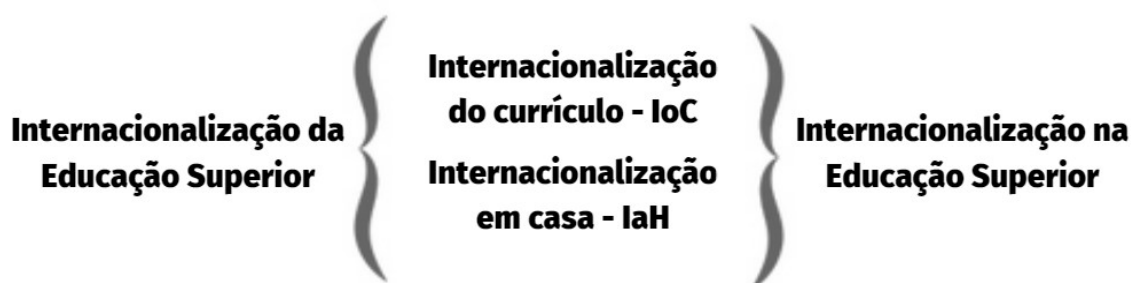 Internacionalização da
Educação Superior
Internacionalização
do currículo - IoC
Internacionalização
em casa - IaH
Internacionalização na
Educação Superior